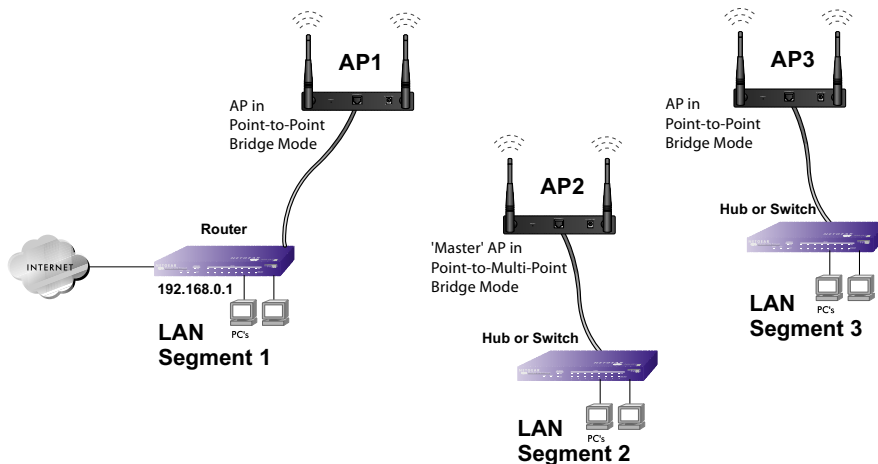 AP1
AP in
Point-to-Point
Bridge Mode
AP3
AP in
Point-to-Point
Bridge Mode
AP2
'Master' AP in
Point-to-Multi-Point
Bridge Mode
Router
INTERNET
192.168.0.1
PC's
LAN
Segment 1
Hub or Switch
PC's
LAN
Segment 2
Hub or Switch
PC's
LAN
Segment 3